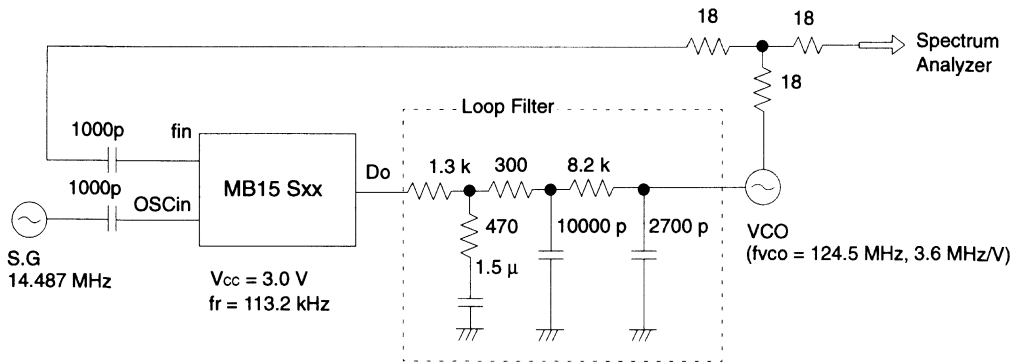 18
18
Spectrum
Analyzer
18
Loop Filter
1000p
fin
1.3 k
300
8.2 k
Do
MB15 Sxx
1000p
OSCin
470
10000 p
2700 p
VCO
(fvco = 124.5 MHz, 3.6 MHz/V)
S.G
14.487 MHz
1.5 µ
Vcc = 3.0 V
fr = 113.2 kHz